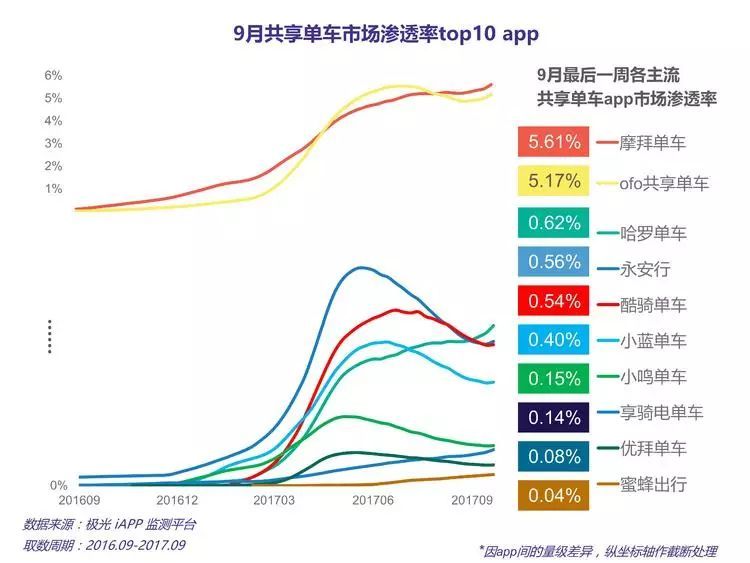 9月共享单车市场渗透率top10 app
6%
5%
4%
3%
2%
1%
0%
201609
201612
201703
201706
201709
9月最后一周各主流
共享单车app市场渗透率
5.61% 摩拜单车
5.17% ofo共享单车
0.62% 哈罗单车
0.56% 永安行
0.54% 酷骑单车
0.40% 小蓝单车
0.15% 小鸣单车
0.14% 享骑电单车
0.08% 优拜单车
0.04% 蜜蜂出行
数据来源：极光 iAPP 监测平台
取数周期：2016.09-2017.09
*因app间的量级差异，纵坐标轴作截断处理